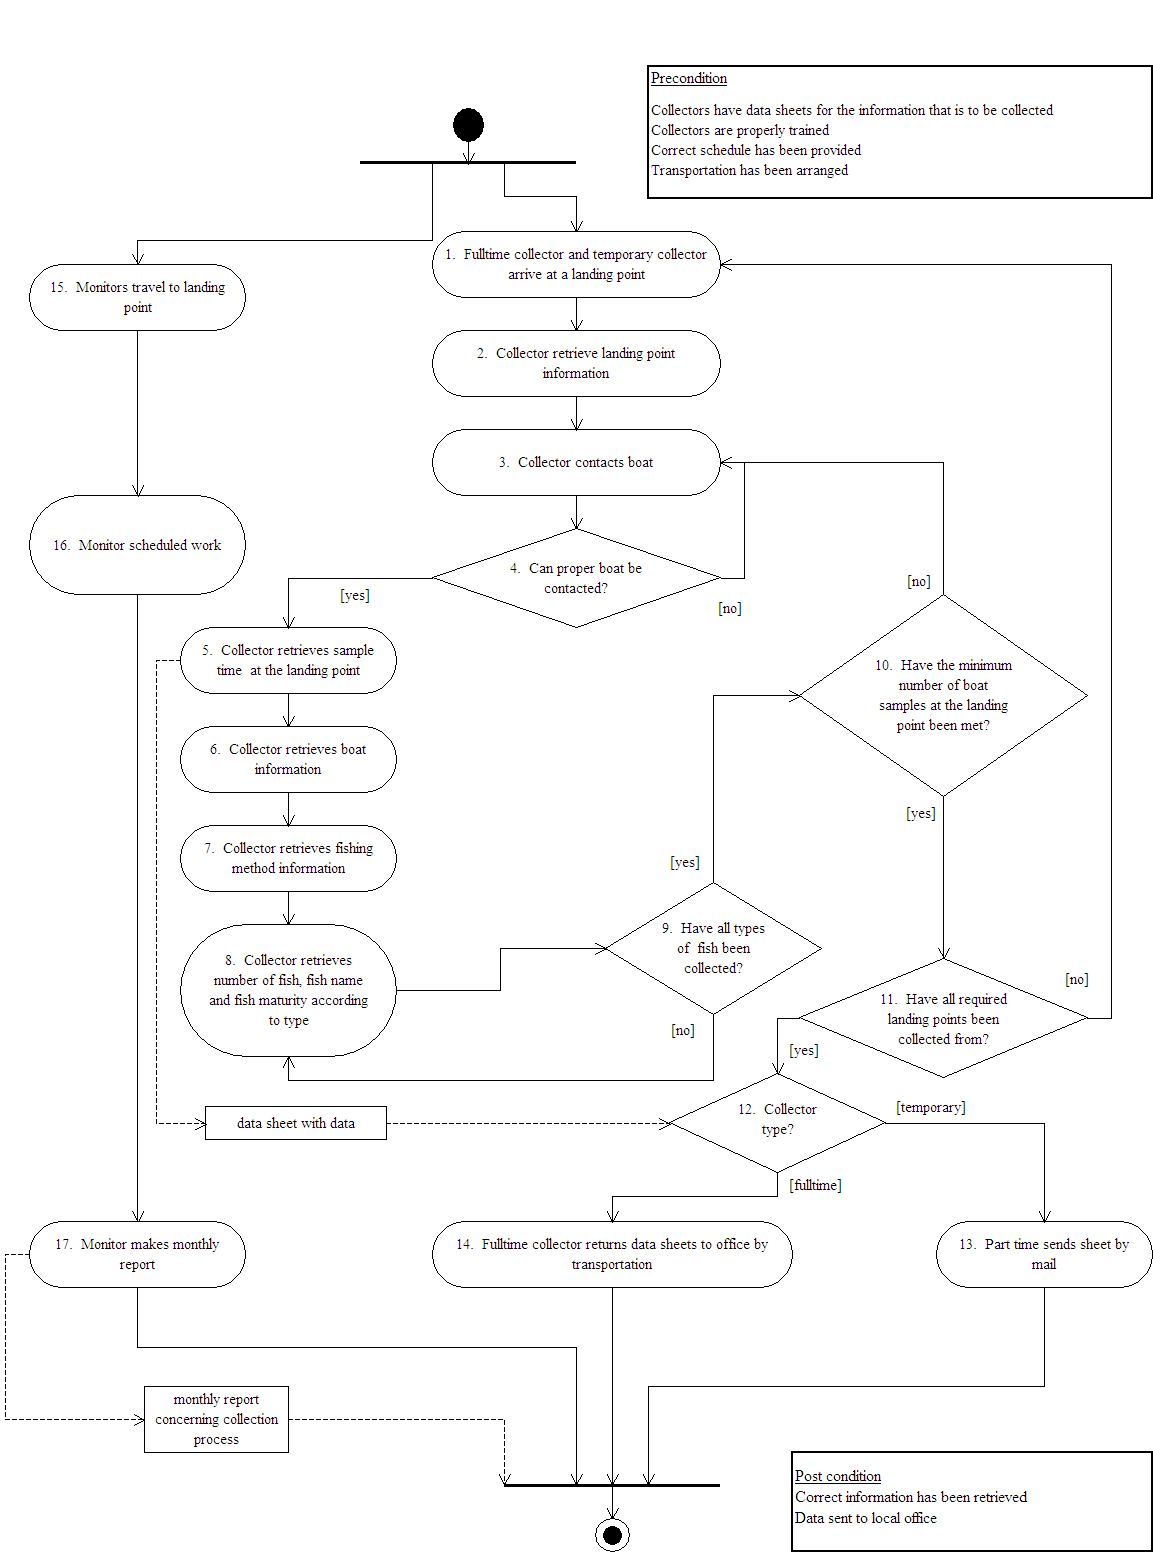 Precondition
Collectors have data sheets for the information that is to be collected
Collectors are properly trained
Correct schedule has been provided
Transportation has been arranged
1. Fulltime collector and temporary collector
arrive at a landing point
15. Monitors travel to landing
point
2. Collector retrieve landing point
information
3. Collector contacts boat
16. Monitor scheduled work
4. Can proper boat be
contacted?
[yes]
[no]
[no]
5. Collector retrieves sample
time at the landing point
10. Have the minimum
number of boat
samples at the landing
point been met?
6. Collector retrieves boat
information
[yes]
7. Collector retrieves fishing
method information
[yes]
8. Collector retrieves
number of fish, fish name
and fish maturity according
to type
9. Have all types
of fish been
collected?
[no]
[no]
11. Have all required
landing points been
collected from?
[yes]
data sheet with data
12. Collector
type?
[temporary]
[fulltime]
17. Monitor makes monthly
report
14. Fulltime collector returns data sheets to office by
transportation
13. Part time sends sheet by
mail
monthly report
concerning collection
process
Post condition
Correct information has been retrieved
Data sent to local office